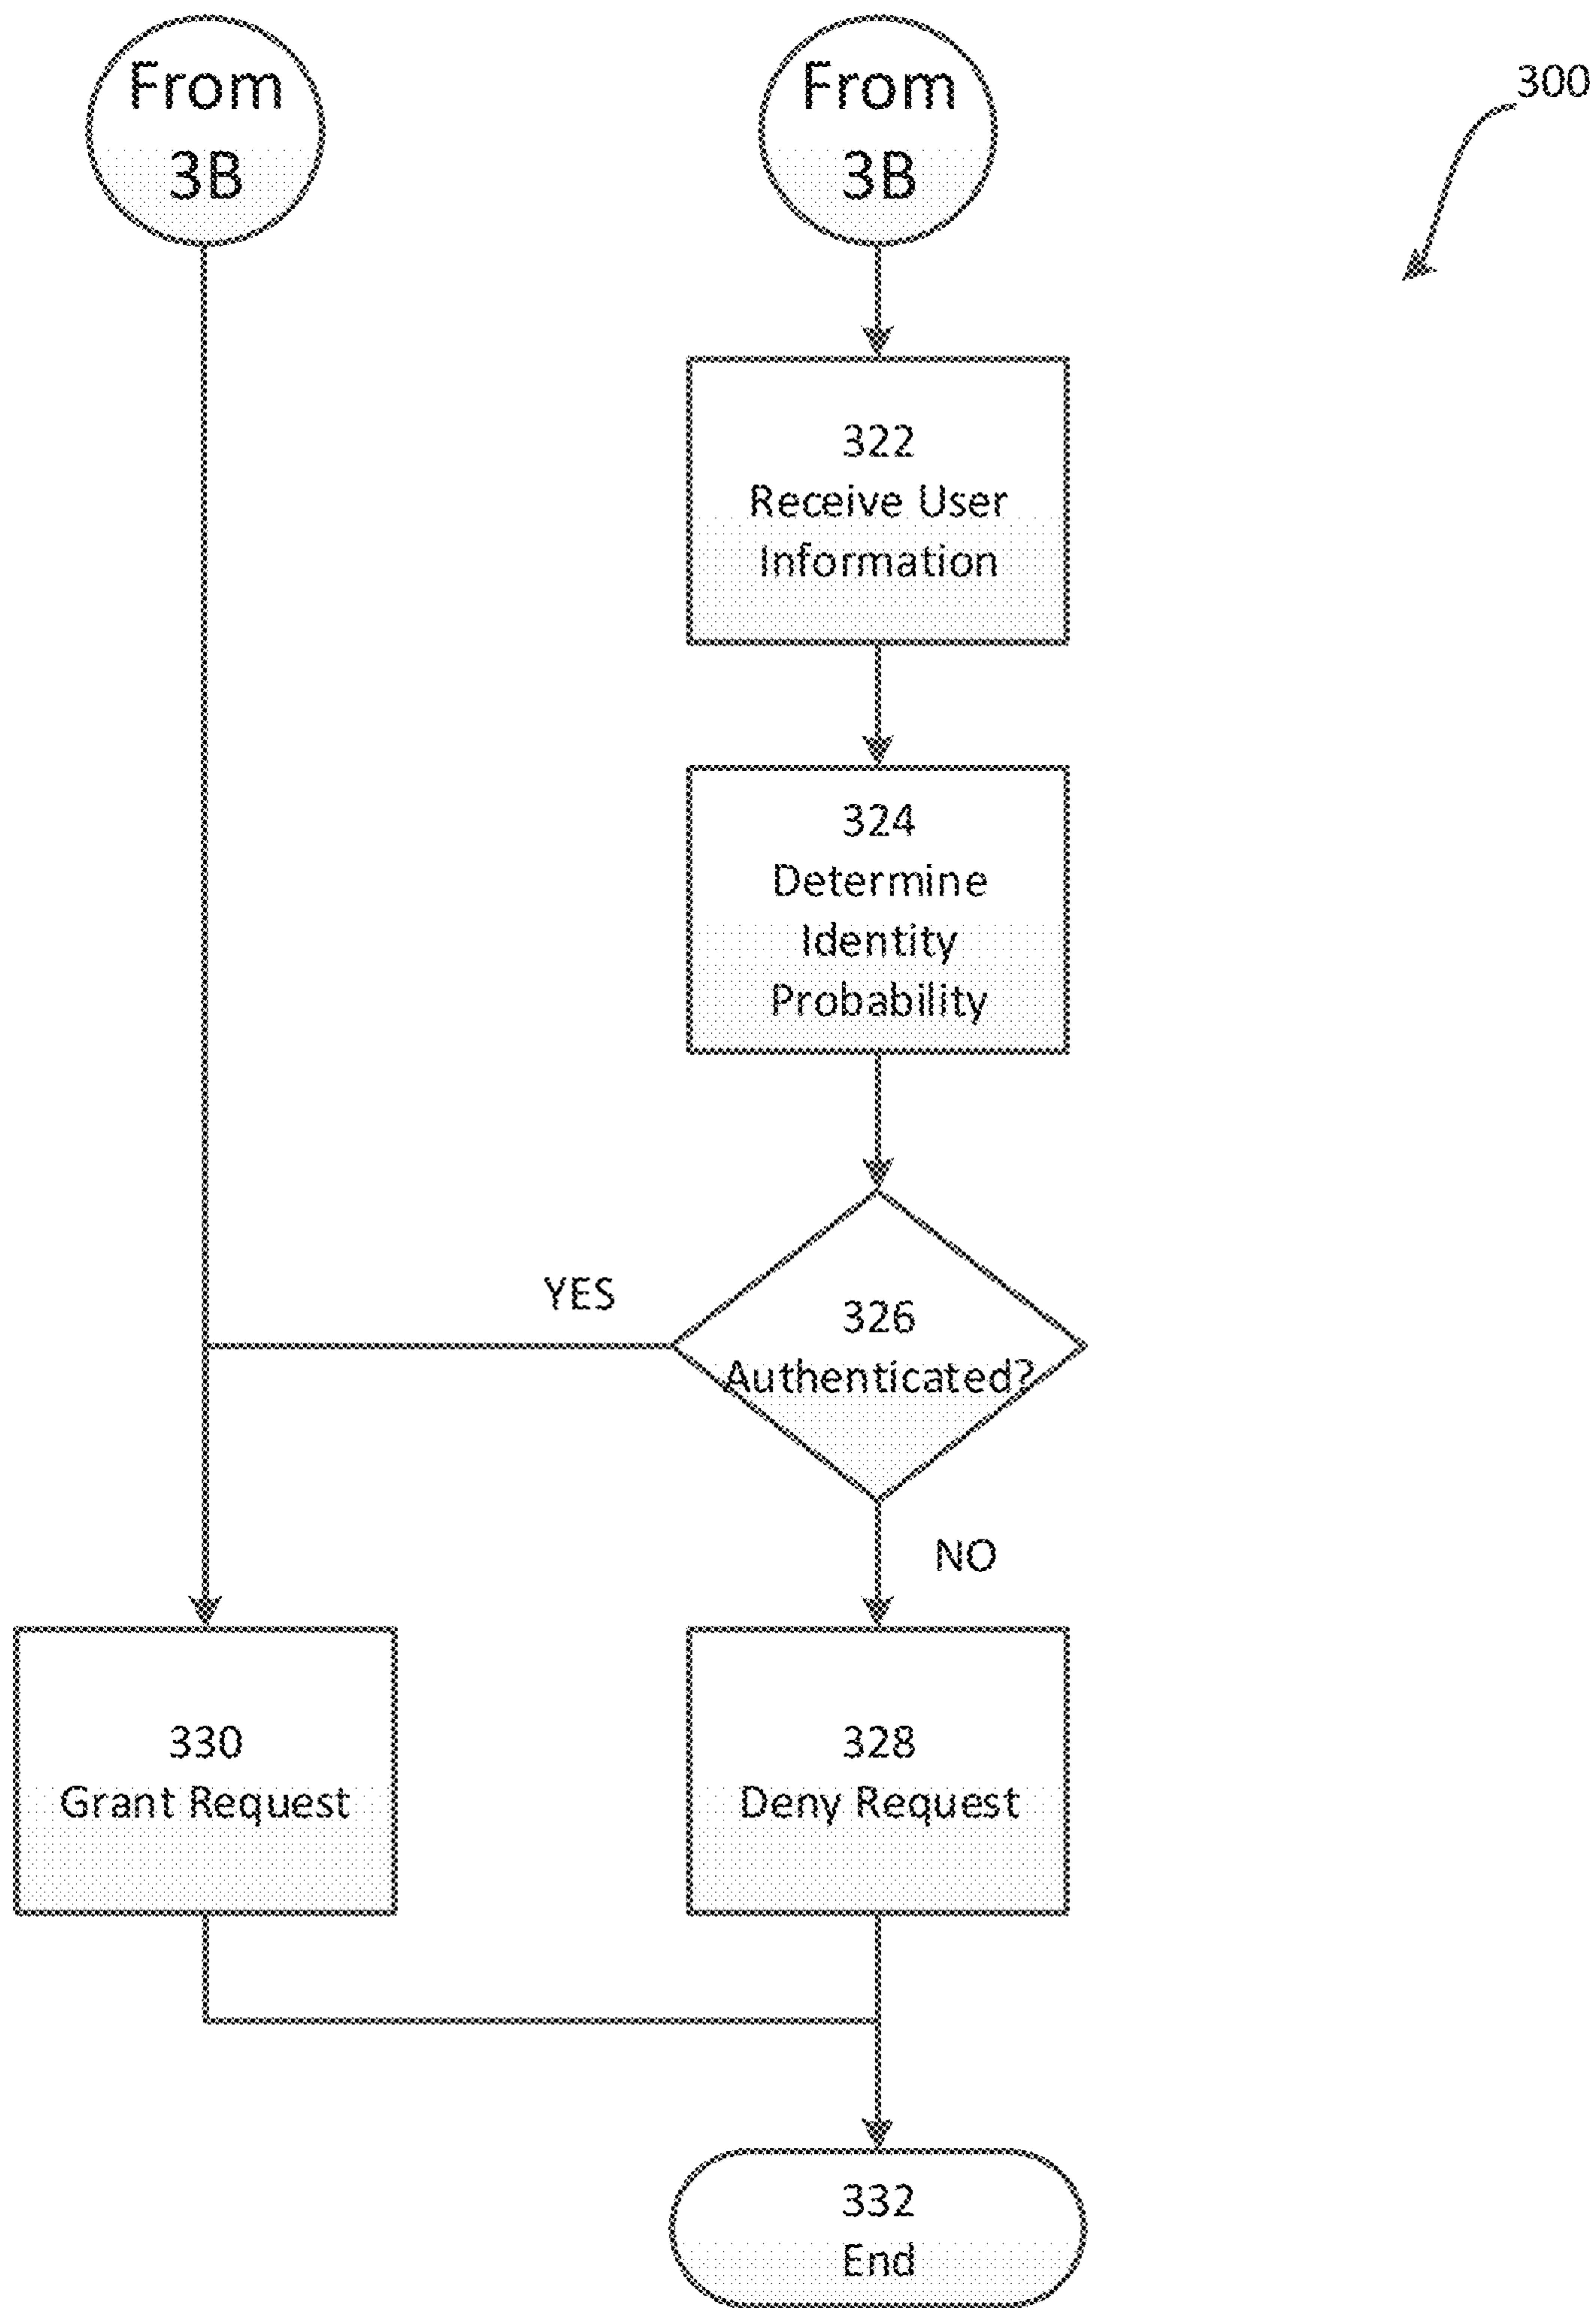 From
3B
From
3B
300
322
Receive User
Information
324
Determine
Identity
Probability
YES
326
Authenticated?
NO
330
Grant Request
328
Deny Request
332
End